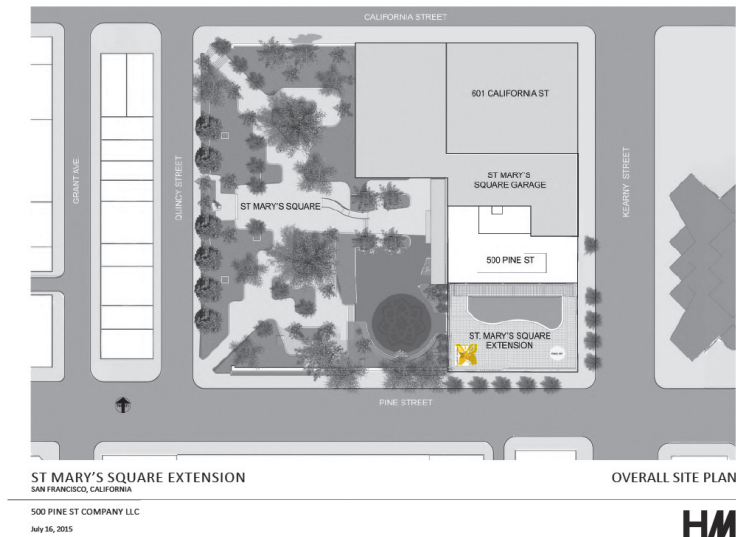 CALIFORNIA STREET
601 CALIFORNIA ST
GRANT AVE.
QUINCY STREET
ST MARY'S
SQUARE GARAGE
KEARNY STREET
ST MARY'S SQUARE
500 PINE ST
ST. MARY'S SQUARE
EXTENSION
PINE STREET
ST MARY'S SQUARE EXTENSION
OVERALL SITE PLAN
SAN FRANCISCO, CALIFORNIA
500 PINE ST COMPANY LLC
July 16, 2015
HM